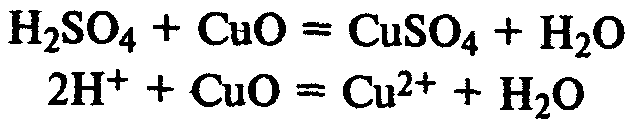 H₂SO₄ + CuO = CuSO₄ + H₂O
2H⁺ + CuO = Cu²⁺ + H₂O